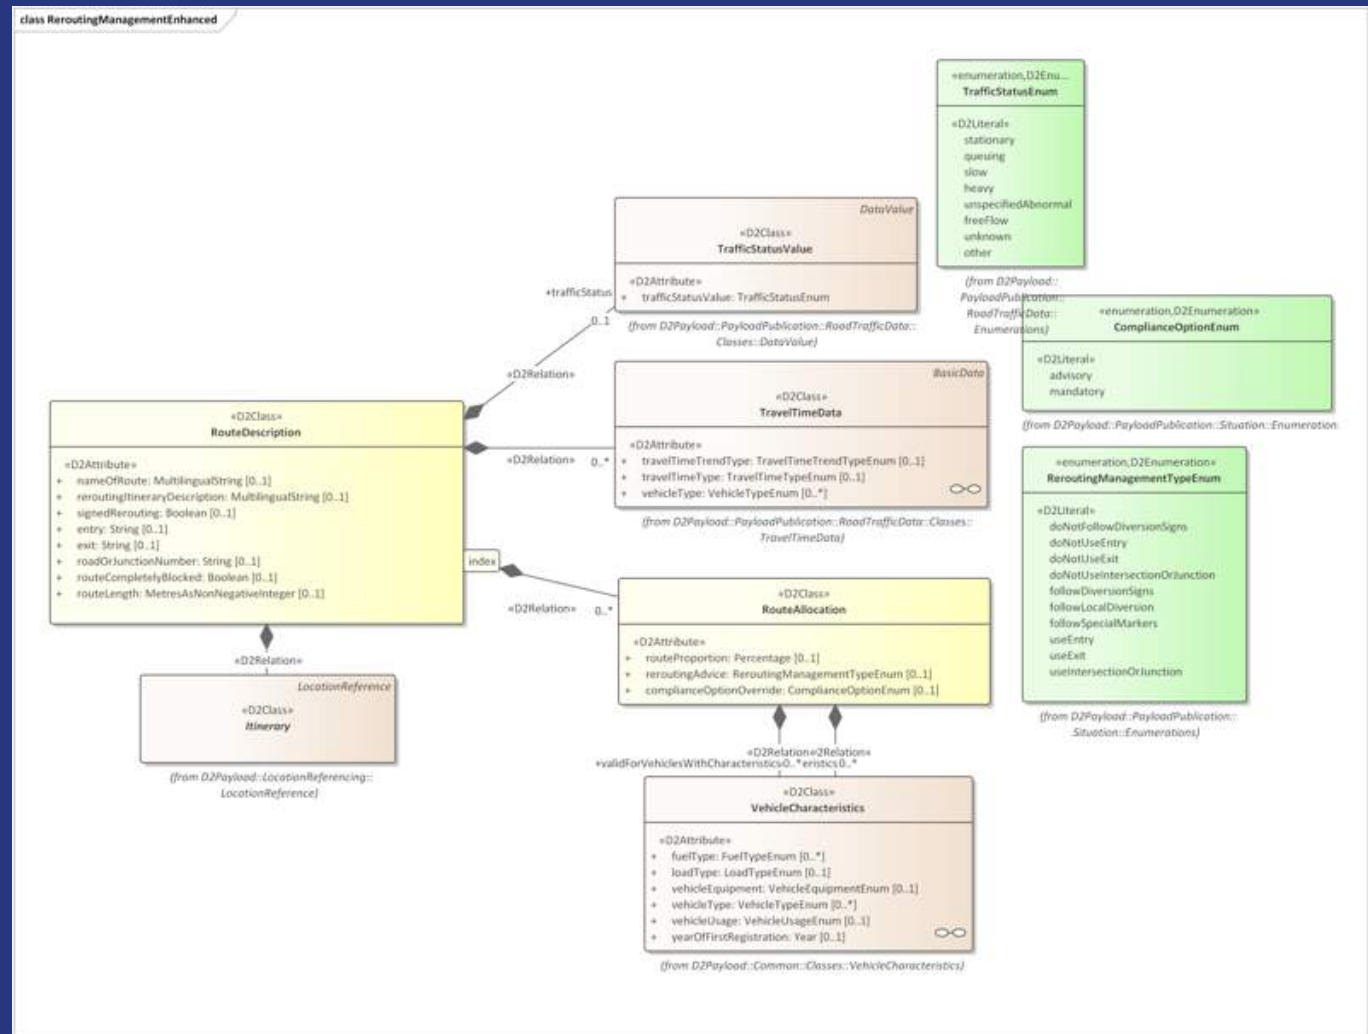 class ReroutingManagementEnhanced
«enumeration,D2Enu...
TrafficStatusEnum
«D2Literal»
stationary
queuing
slow
heavy
unspecifiedAbnormal
freeFlow
unknown
other
(from D2Payload::
PayloadPublication::
RoadTrafficData::
Enumerations)
DataValue
«D2Class»
TrafficStatusValue
«D2Attribute»
+ trafficStatusValue: TrafficStatusEnum
(from D2Payload::PayloadPublication::RoadTrafficData::
Classes::DataValue)
+trafficStatus
0..1
«D2Relation»
«enumeration,D2Enumeration»
ComplianceOptionEnum
«D2Literal»
advisory
mandatory
(from D2Payload::PayloadPublication::Situation::Enumeration
BasicData
«D2Class»
TravelTimeData
«D2Attribute»
+ travelTimeTrendType: TravelTimeTrendTypeEnum [0..1]
+ travelTimeType: TravelTimeTypeEnum [0..1]
+ vehicleType: VehicleTypeEnum [0..*]
(from D2Payload::PayloadPublication::RoadTrafficData::Classes::
TravelTimeData)
«D2Relation» 0..*
«D2Class»
RouteDescription
«D2Attribute»
+ nameOfRoute: MultilingualString [0..1]
+ reroutingItineraryDescription: MultilingualString [0..1]
+ signedRerouting: Boolean [0..1]
+ entry: String [0..1]
+ exit: String [0..1]
+ roadOrJunctionNumber: String [0..1]
+ routeCompletelyBlocked: Boolean [0..1]
+ routeLength: MetresAsNonNegativeInteger [0..1]
index
«D2Relation» 0..*
«enumeration,D2Enumeration»
ReroutingManagementTypeEnum
«D2Literal»
doNotFollowDiversionSigns
doNotUseEntry
doNotUseExit
doNotUseIntersectionOrJunction
followDiversionSigns
followLocalDiversion
followSpecialMarkers
useEntry
useExit
useIntersectionOrJunction
(from D2Payload::PayloadPublication::
Situation::Enumerations)
«D2Class»
RouteAllocation
«D2Attribute»
+ routeProportion: Percentage [0..1]
+ reroutingAdvice: ReroutingManagementTypeEnum [0..1]
+ complianceOptionOverride: ComplianceOptionEnum [0..1]
«D2Relation»
LocationReference
«D2Class»
Itinerary
(from D2Payload::LocationReferencing::
LocationReference)
«D2Relation»2Relation»
+validForVehiclesWithCharacteristics0..*eristics0..*
«D2Class»
VehicleCharacteristics
«D2Attribute»
+ fuelType: FuelTypeEnum [0..*]
+ loadType: LoadTypeEnum [0..1]
+ vehicleEquipment: VehicleEquipmentEnum [0..1]
+ vehicleType: VehicleTypeEnum [0..*]
+ vehicleUsage: VehicleUsageEnum [0..1]
+ yearOfFirstRegistration: Year [0..1]
(from D2Payload::Common::Classes::VehicleCharacteristics)